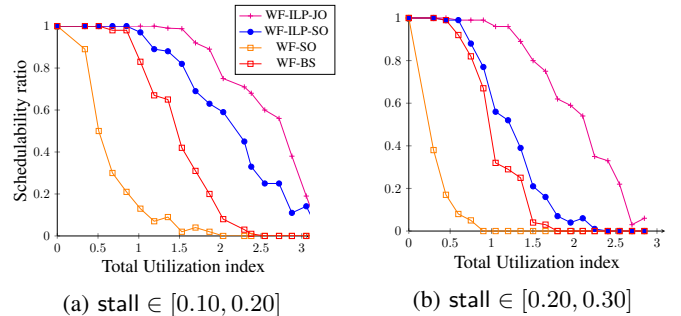 WF-ILP-JO
WF-ILP-SO
WF-SO
WF-BS
Schedulability ratio
1
0.8
0.6
0.4
0.2
0
0 0.5 1 1.5 2 2.5 3
Total Utilization index
(a) stall ∈ [0.10, 0.20]
1
0.8
0.6
0.4
0.2
0
0 0.5 1 1.5 2 2.5 3
Total Utilization index
(b) stall ∈ [0.20, 0.30]